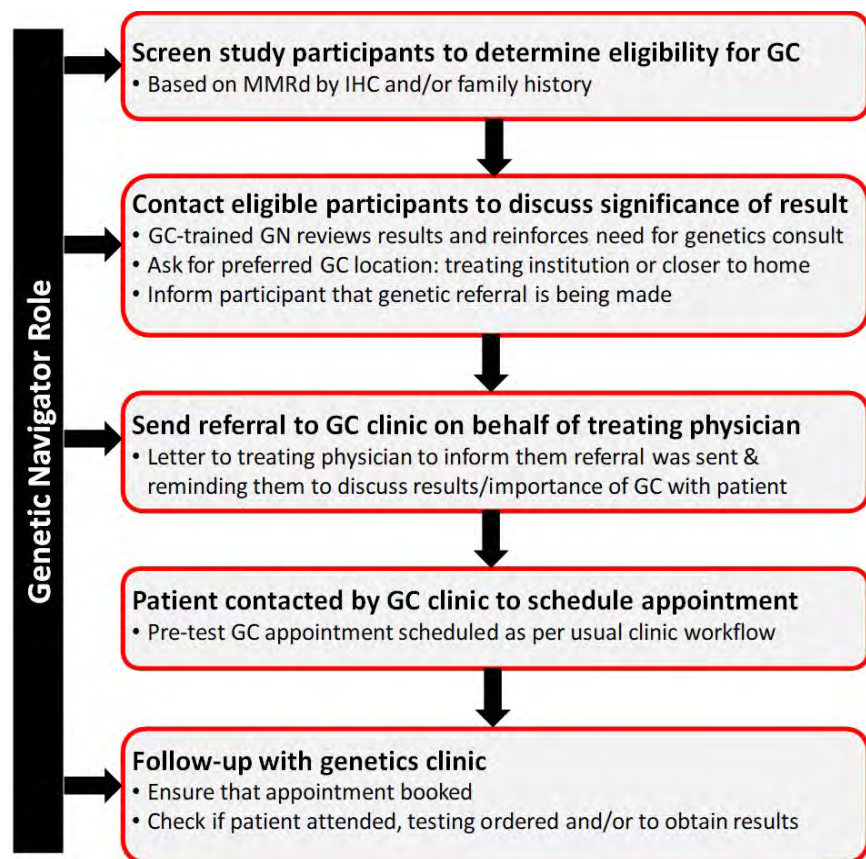 Genetic Navigator Role
Screen study participants to determine eligibility for GC
• Based on MMRd by IHC and/or family history
Contact eligible participants to discuss significance of result
• GC-trained GN reviews results and reinforces need for genetics consult
• Ask for preferred GC location: treating institution or closer to home
• Inform participant that genetic referral is being made
Send referral to GC clinic on behalf of treating physician
• Letter to treating physician to inform them referral was sent &
reminding them to discuss results/importance of GC with patient
Patient contacted by GC clinic to schedule appointment
• Pre-test GC appointment scheduled as per usual clinic workflow
Follow-up with genetics clinic
• Ensure that appointment booked
• Check if patient attended, testing ordered and/or to obtain results